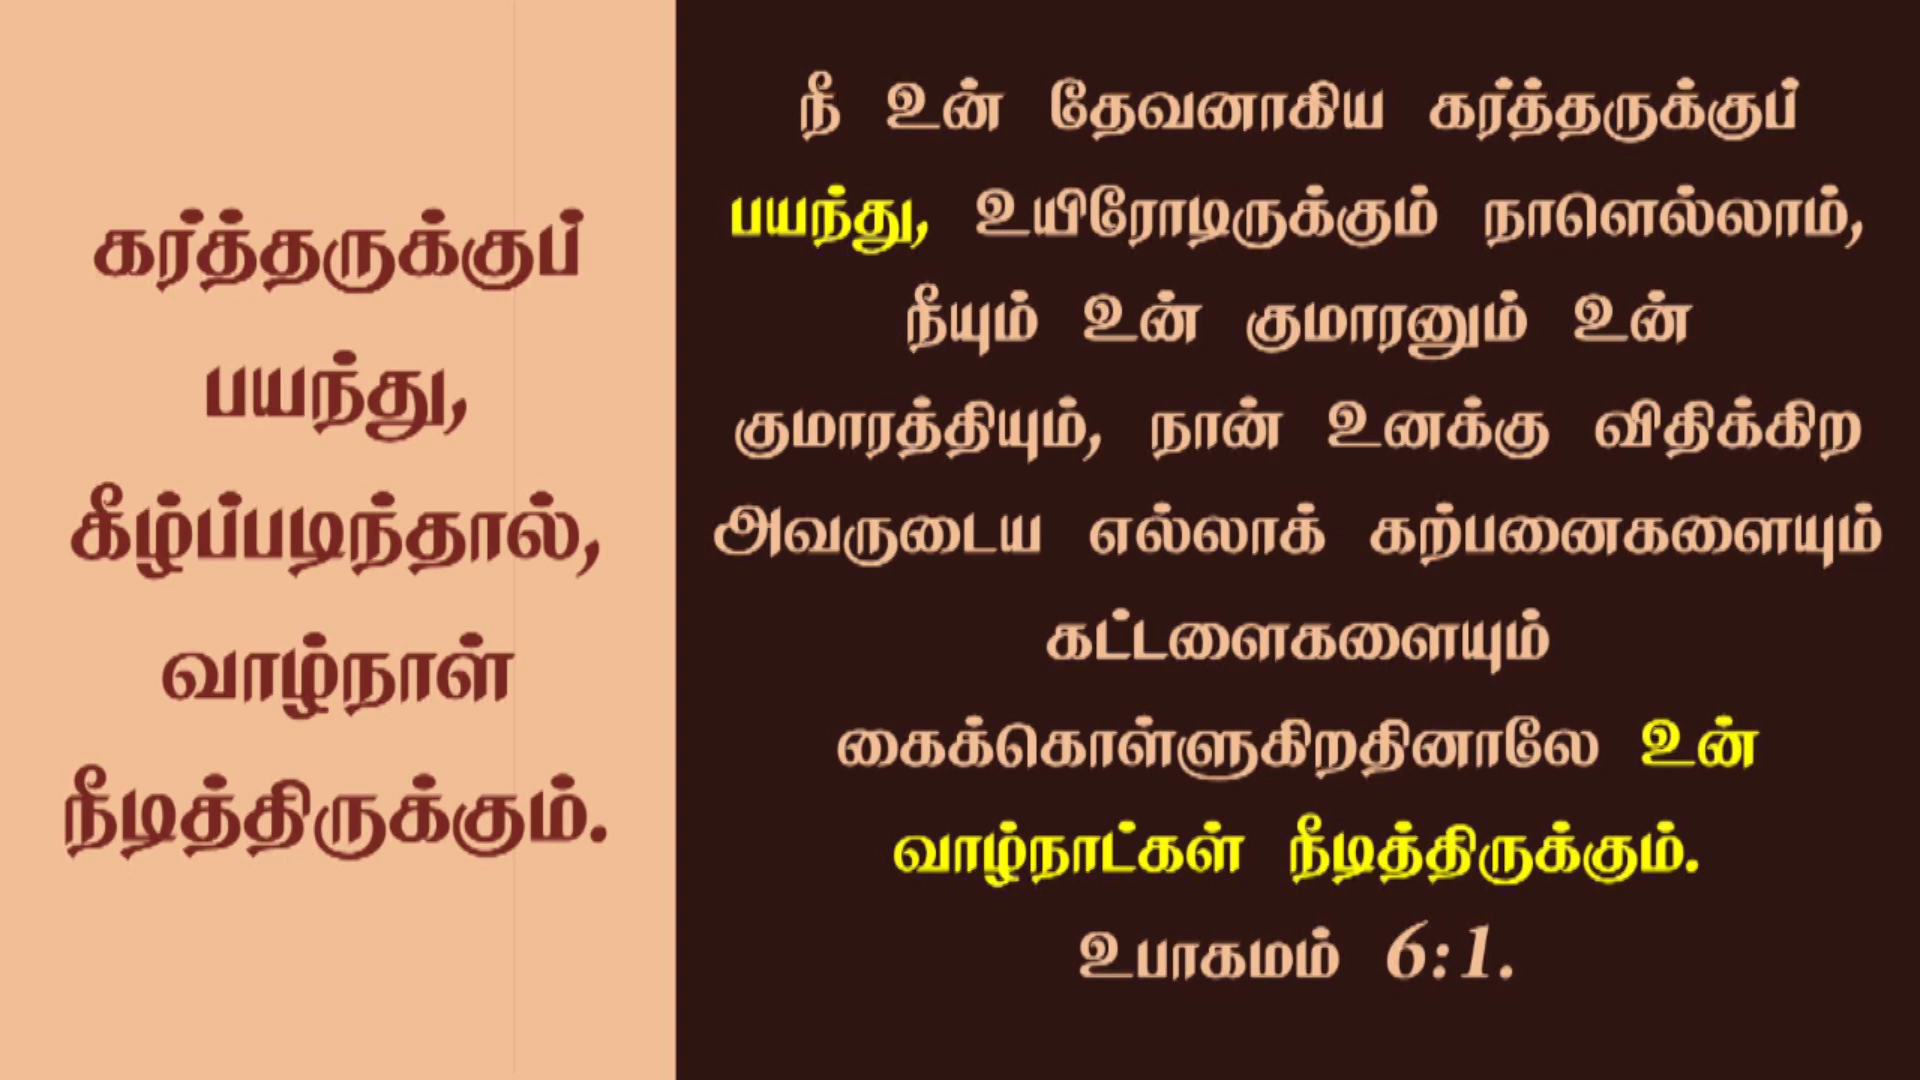 கர்த்தருக்குப்
பயந்து,
கீழ்ப்படிந்தால்,
வாழ்நாள்
நீடித்திருக்கும்.
நீ உன் தேவனாகிய கர்த்தருக்குப்
பயந்து, உயிரோடிருக்கும் நாளெல்லாம்,
நீயும் உன் குமாரனும் உன்
குமாரத்தியும், நான் உனக்கு விதிக்கிற
அவருடைய எல்லாக் கற்பனைகளையும்
கட்டளைகளையும்
கைக்கொள்ளுகிறதினாலே உன்
வாழ்நாட்கள் நீடித்திருக்கும்.
உபாகமம் 6:1.